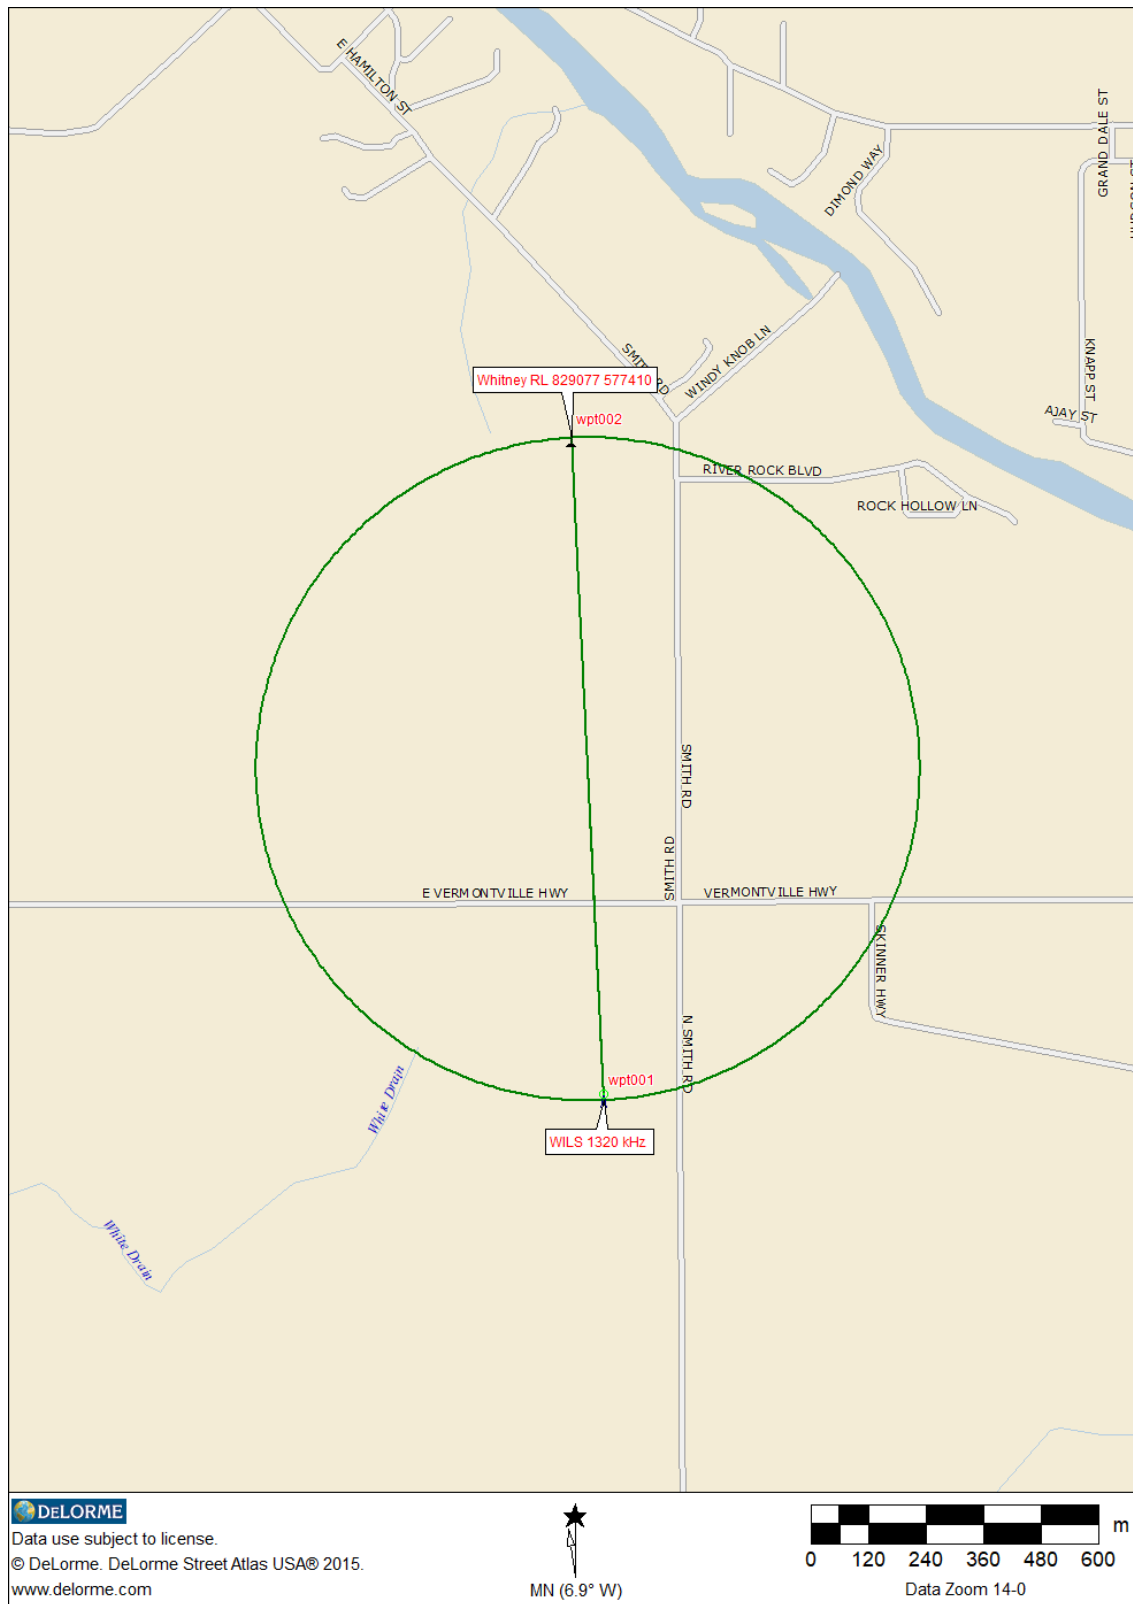 E HAMILTON ST
GRAND DALE ST
HUDSON ST
DIMOND WAY
SMITH RD
WINDY KNOB LN
KNAPP ST
Whitney RL 829077 577410
AJAY ST
wpt002
RIVER ROCK BLVD
ROCK HOLLOW LN
SMITH RD
SMITH RD
E VERMONTVILLE HWY
VERMONTVILLE HWY
SKINNER HWY
N SMITH RD
wpt001
White Drain
WILS 1320 kHz
White Drain
DELORME
Data use subject to license.
© DeLorme. DeLorme Street Atlas USA® 2015.
www.delorme.com
MN (6.9° W)
m
0 120 240 360 480 600
Data Zoom 14-0